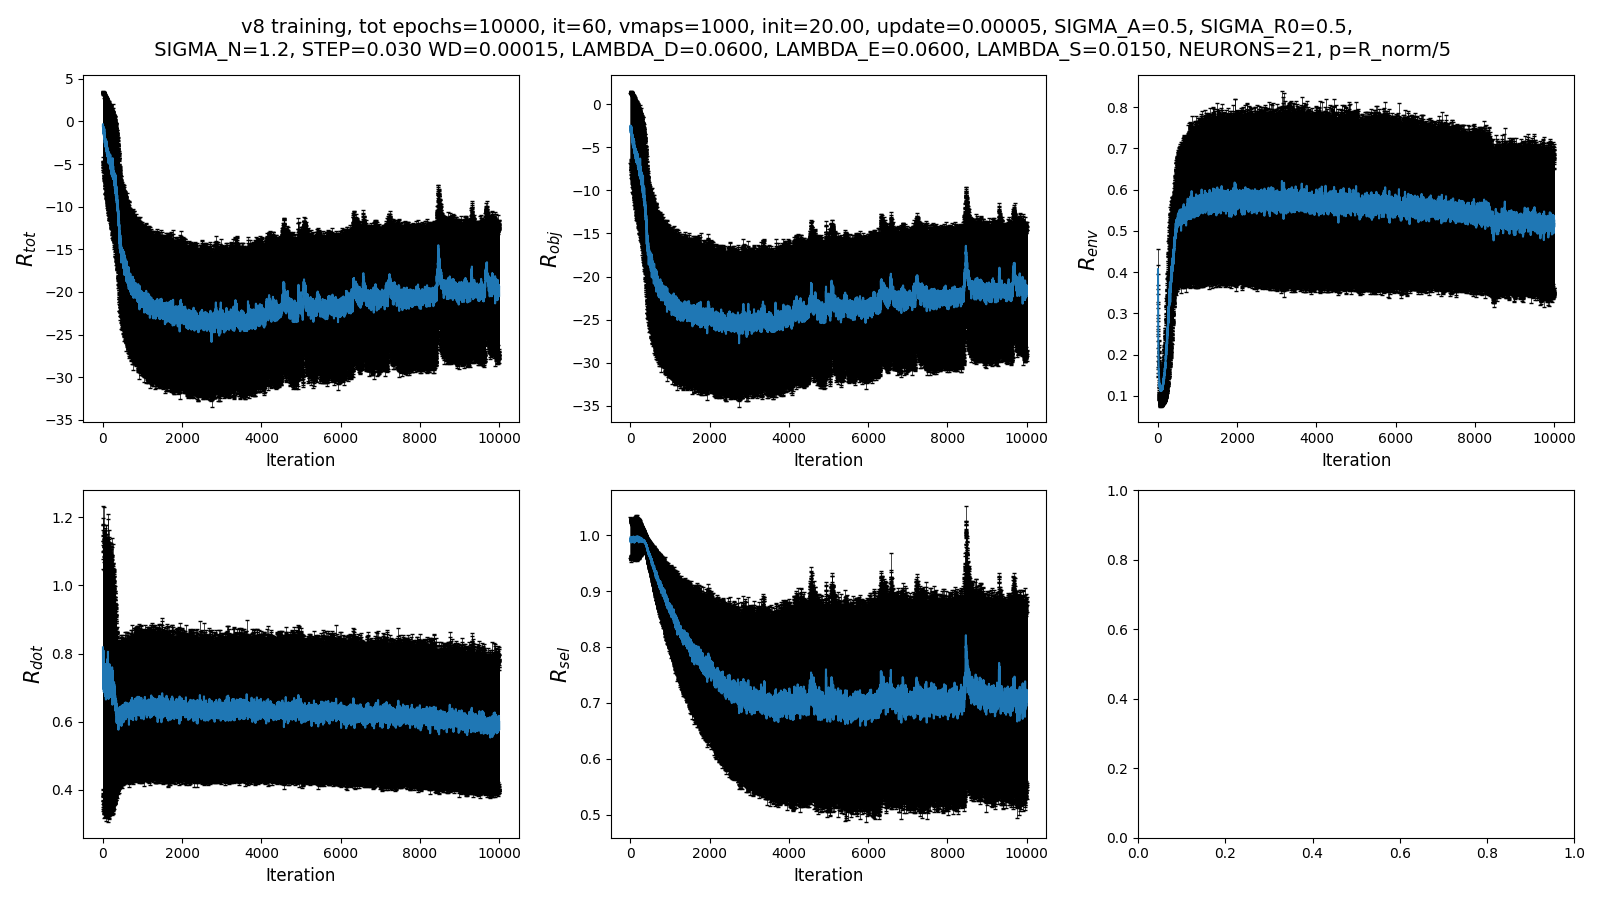 v8 training, tot epochs=10000, it=60, vmaps=1000, init=20.00, update=0.00005, SIGMA_A=0.5, SIGMA_R0=0.5,
SIGMA_N=1.2, STEP=0.030 WD=0.00015, LAMBDA_D=0.0600, LAMBDA_E=0.0600, LAMBDA_S=0.0150, NEURONS=21, p=R_norm/5
R_tot
5
0
−5
−10
−15
−20
−25
−30
−35
0 2000 4000 6000 8000 10000
Iteration
R_obj
0
−5
−10
−15
−20
−25
−30
−35
0 2000 4000 6000 8000 10000
Iteration
R_env
0.8
0.7
0.6
0.5
0.4
0.3
0.2
0.1
0 2000 4000 6000 8000 10000
Iteration
R_dot
1.2
1.0
0.8
0.6
0.4
0 2000 4000 6000 8000 10000
Iteration
R_sel
1.0
0.9
0.8
0.7
0.6
0.5
0 2000 4000 6000 8000 10000
Iteration
1.0
0.8
0.6
0.4
0.2
0.0
0.0 0.2 0.4 0.6 0.8 1.0